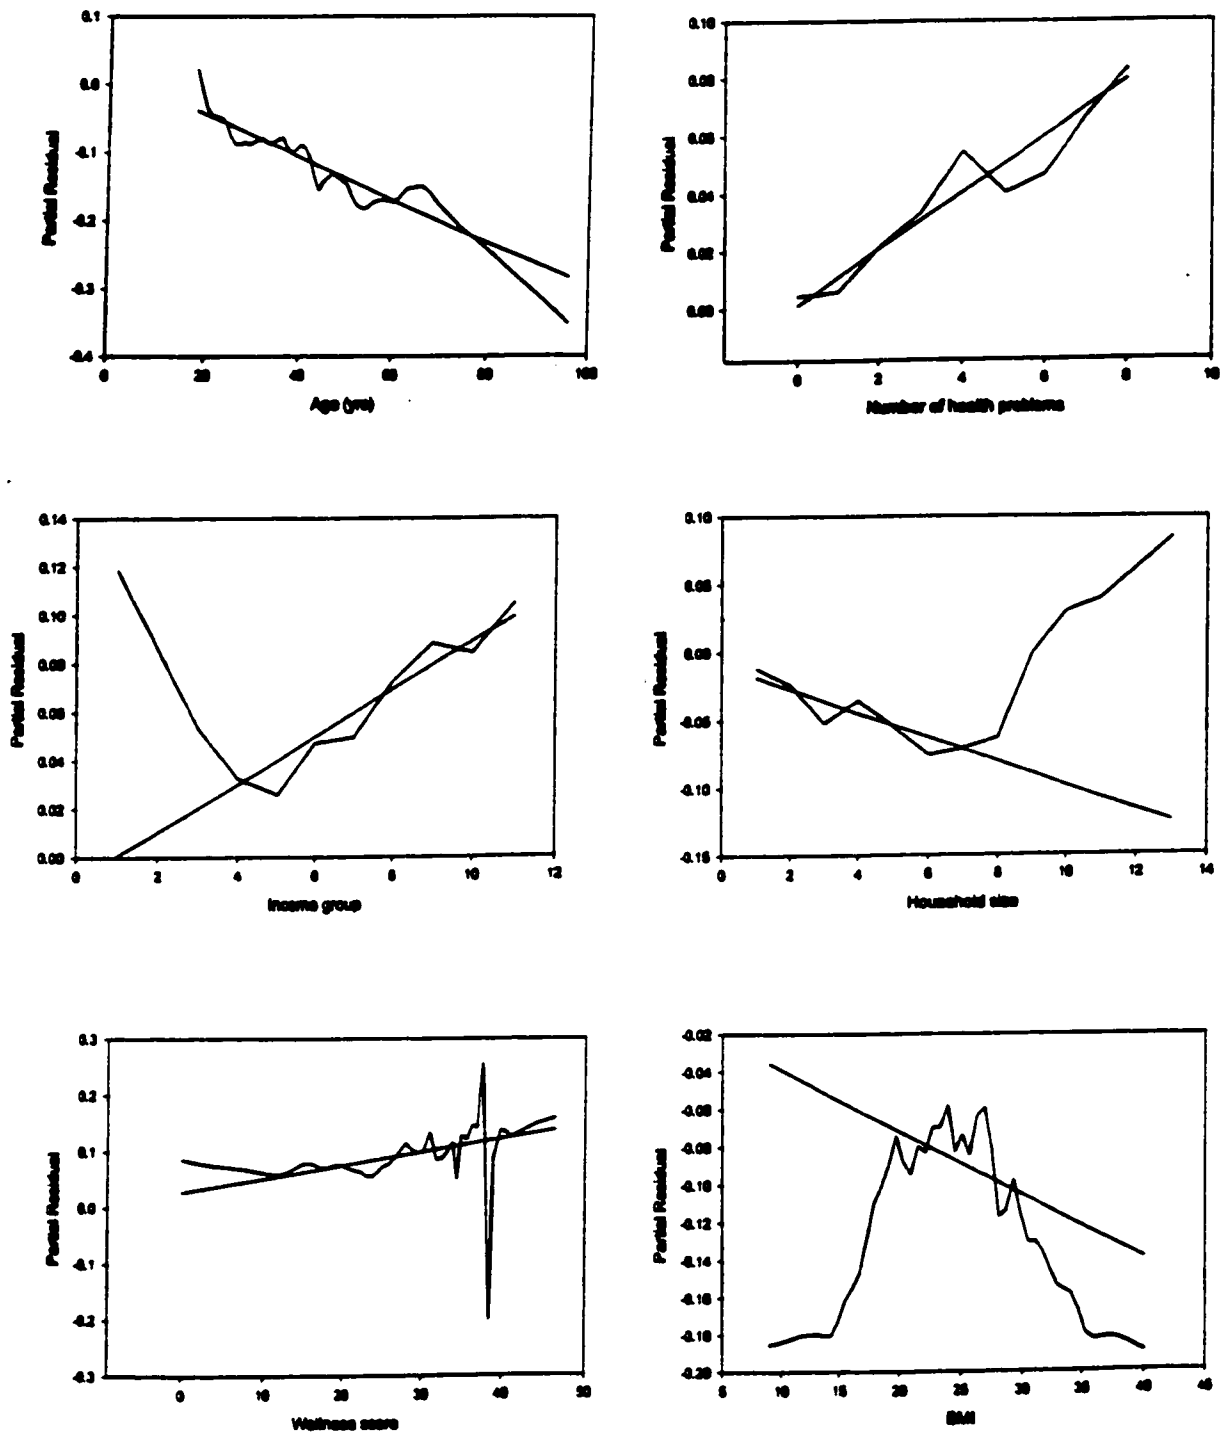 0.1
0.0
-0.1
-0.2
-0.3
-0.4
Partial Residual
0 20 40 60 80 100
Age (yrs)
0.10
0.08
0.06
0.04
0.02
0.00
Partial Residual
0 2 4 6 8 10
Number of health problems
0.14
0.12
0.10
0.08
0.06
0.04
0.02
0.00
Partial Residual
0 2 4 6 8 10 12
Income group
0.10
0.05
0.00
-0.05
-0.10
-0.15
Partial Residual
0 2 4 6 8 10 12 14
Household size
0.3
0.2
0.1
0.0
-0.1
-0.2
-0.3
Partial Residual
0 10 20 30 40 50
Wellness score
-0.02
-0.04
-0.06
-0.08
-0.10
-0.12
-0.14
-0.16
-0.18
-0.20
Partial Residual
5 10 15 20 25 30 35 40 45
BMI